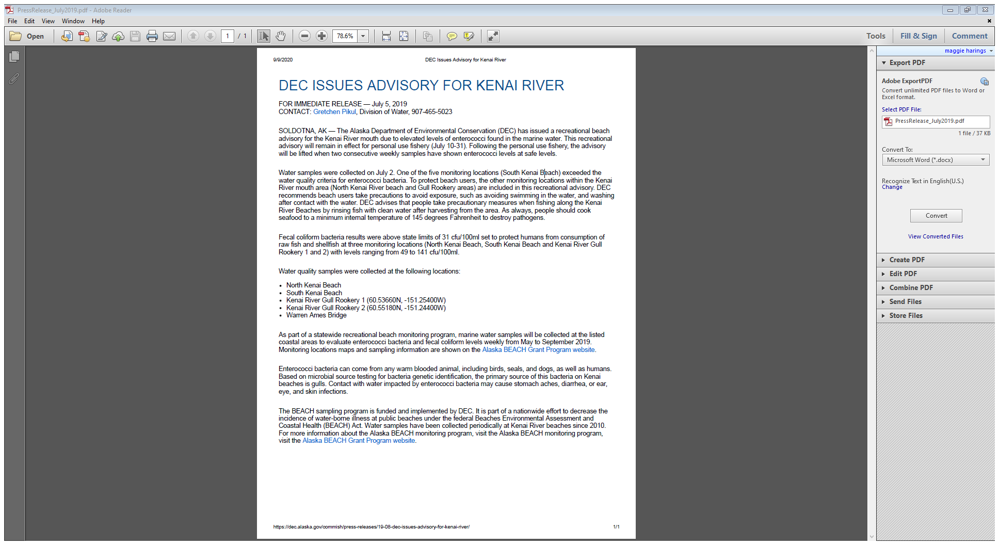 PressRelease_July2019.pdf - Adobe Reader
File Edit View Window Help
Open 1 / 1 78.6% Tools Fill & Sign Comment
9/9/2020 DEC Issues Advisory for Kenai River
DEC ISSUES ADVISORY FOR KENAI RIVER
FOR IMMEDIATE RELEASE — July 5, 2019
CONTACT: Gretchen Pikul, Division of Water, 907-465-5023
SOLDOTNA, AK — The Alaska Department of Environmental Conservation (DEC) has issued a recreational beach
advisory for the Kenai River mouth due to elevated levels of enterococci found in the marine water. This recreational
advisory will remain in effect for personal use fishery (July 10-31). Following the personal use fishery, the advisory
will be lifted when two consecutive weekly samples have shown enterococci levels at safe levels.
Water samples were collected on July 2. One of the five monitoring locations (South Kenai Beach) exceeded the
water quality criteria for enterococci bacteria. To protect beach users, the other monitoring locations within the Kenai
River mouth area (North Kenai River beach and Gull Rookery areas) are included in this recreational advisory. DEC
recommends beach users take precautions to avoid exposure, such as avoiding swimming in the water, and washing
after contact with the water. DEC advises that people take precautionary measures when fishing along the Kenai
River Beaches by rinsing fish with clean water after harvesting from the area. As always, people should cook
seafood to a minimum internal temperature of 145 degrees Fahrenheit to destroy pathogens.
Fecal coliform bacteria results were above state limits of 31 cfu/100ml set to protect humans from consumption of
raw fish and shellfish at three monitoring locations (North Kenai Beach, South Kenai Beach and Kenai River Gull
Rookery 1 and 2) with levels ranging from 49 to 141 cfu/100ml.
Water quality samples were collected at the following locations:
• North Kenai Beach
• South Kenai Beach
• Kenai River Gull Rookery 1 (60.53660N, -151.25400W)
• Kenai River Gull Rookery 2 (60.55180N, -151.24400W)
• Warren Ames Bridge
As part of a statewide recreational beach monitoring program, marine water samples will be collected at the listed
coastal areas to evaluate enterococci bacteria and fecal coliform levels weekly from May to September 2019.
Monitoring locations maps and sampling information are shown on the Alaska BEACH Grant Program website.
Enterococci bacteria can come from any warm blooded animal, including birds, seals, and dogs, as well as humans.
Based on microbial source testing for bacteria genetic identification, the primary source of this bacteria on Kenai
beaches is gulls. Contact with water impacted by enterococci bacteria may cause stomach aches, diarrhea, or ear,
eye, and skin infections.
The BEACH sampling program is funded and implemented by DEC. It is part of a nationwide effort to decrease the
incidence of water-borne illness at public beaches under the federal Beaches Environmental Assessment and
Coastal Health (BEACH) Act. Water samples have been collected periodically at Kenai River beaches since 2010.
For more information about the Alaska BEACH monitoring program, visit the Alaska BEACH monitoring program,
visit the Alaska BEACH Grant Program website.
https://dec.alaska.gov/commish/press-releases/19-08-dec-issues-advisory-for-kenai-river/ 1/1
maggie harings
Export PDF
Adobe ExportPDF
Convert unlimited PDF files to Word or
Excel format.
Select PDF File:
PressRelease_July2019.pdf
1 file / 37 KB
Convert To:
Microsoft Word (*.docx)
Recognize Text in English(U.S.)
Change
Convert
View Converted Files
Create PDF
Edit PDF
Combine PDF
Send Files
Store Files